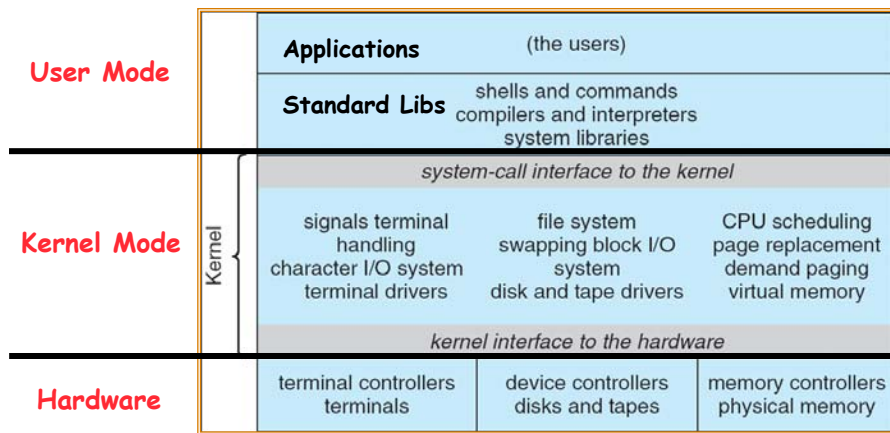 User Mode
Applications
(the users)
Standard Libs
shells and commands
compilers and interpreters
system libraries
Kernel Mode
Kernel
system-call interface to the kernel
signals terminal
handling
character I/O system
terminal drivers
file system
swapping block I/O
system
disk and tape drivers
CPU scheduling
page replacement
demand paging
virtual memory
kernel interface to the hardware
Hardware
terminal controllers
terminals
device controllers
disks and tapes
memory controllers
physical memory